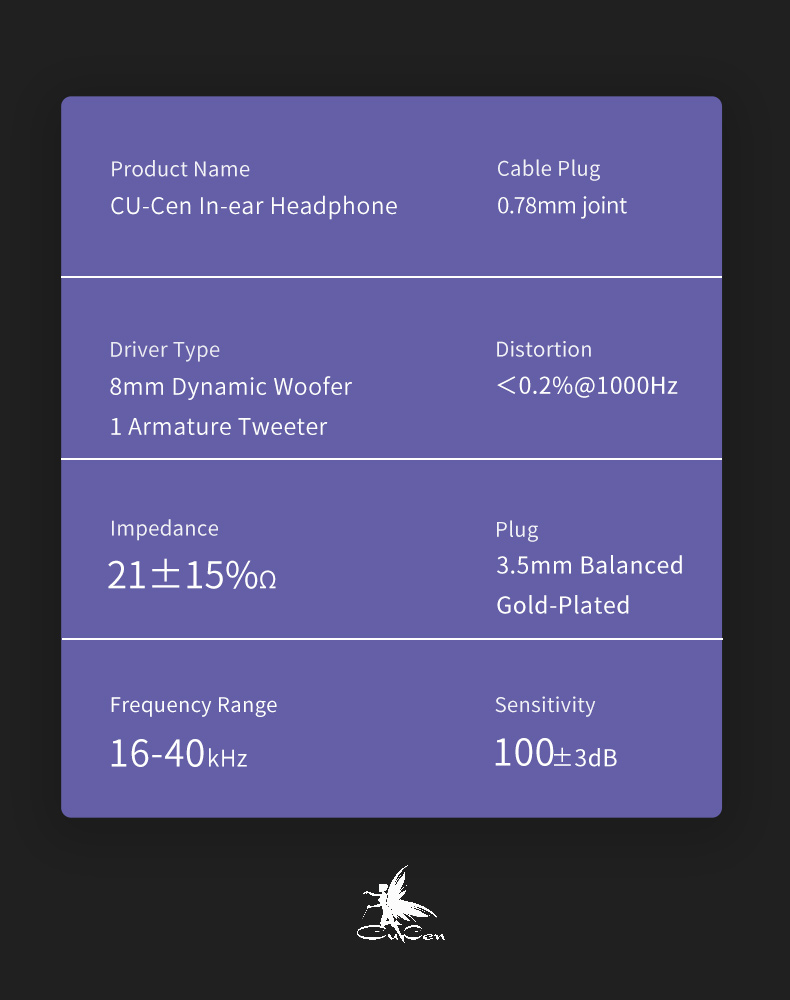 Product Name
CU-Cen In-ear Headphone
Cable Plug
0.78mm joint
Driver Type
8mm Dynamic Woofer
1 Armature Tweeter
Distortion
＜0.2%@1000Hz
Impedance
21±15%Ω
Plug
3.5mm Balanced
Gold-Plated
Frequency Range
16-40kHz
Sensitivity
100±3dB
CuCen